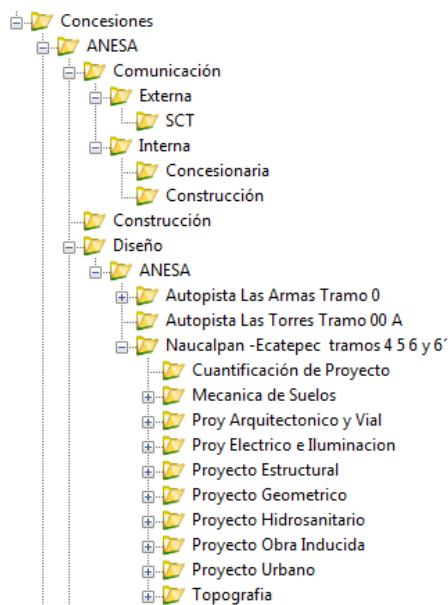 Concesiones
ANESA
Comunicación
Externa
SCT
Interna
Concesionaria
Construcción
Construcción
Diseño
ANESA
Autopista Las Armas Tramo 0
Autopista Las Torres Tramo 00 A
Naucalpan -Ecatepec tramos 4 5 6 y 6´
Cuantificación de Proyecto
Mecanica de Suelos
Proy Arquitectonico y Vial
Proy Electrico e Iluminacion
Proyecto Estructural
Proyecto Geometrico
Proyecto Hidrosanitario
Proyecto Obra Inducida
Proyecto Urbano
Topografia